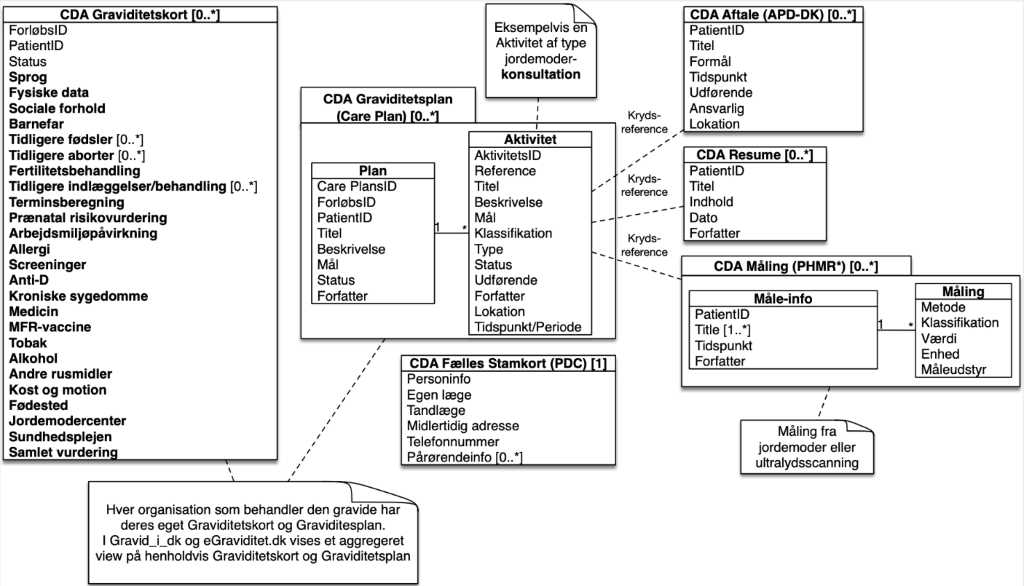 CDA Graviditetskort [0..*]
ForløbsID
PatientID
Status
Sprog
Fysiske data
Sociale forhold
Barnefar
Tidligere fødsler [0..*]
Tidligere aborter [0..*]
Fertilitetsbehandling
Tidligere indlæggelser/behandling [0..*]
Terminsberegning
Prænatal risikovurdering
Arbejdsmiljøpåvirkning
Allergi
Screeninger
Anti-D
Kroniske sygedomme
Medicin
MFR-vaccine
Tobak
Alkohol
Andre rusmidler
Kost og motion
Fødested
Jordemodercenter
Sundhedsplejen
Samlet vurdering
Eksempelvis en
Aktivitet af type
jordemoder-
konsultation
CDA Graviditetsplan
(Care Plan) [0..*]
Plan
Care PlansID
ForløbsID
PatientID
Titel
Beskrivelse
Mål
Status
Forfatter
1
*
Aktivitet
AktivitetsID
Reference
Titel
Beskrivelse
Mål
Klassifikation
Type
Status
Udførende
Forfatter
Lokation
Tidspunkt/Periode
Kryds-
reference
Kryds-
reference
Kryds-
reference
CDA Aftale (APD-DK) [0..*]
PatientID
Titel
Formål
Tidspunkt
Udførende
Ansvarlig
Lokation
CDA Resume [0..*]
PatientID
Titel
Indhold
Dato
Forfatter
CDA Måling (PHMR*) [0..*]
Måle-info
PatientID
Title [1..*]
Tidspunkt
Forfatter
1
*
Måling
Metode
Klassifikation
Værdi
Enhed
Måleudstyr
CDA Fælles Stamkort (PDC) [1]
Personinfo
Egen læge
Tandlæge
Midlertidig adresse
Telefonnummer
Pårørendeinfo [0..*]
Måling fra
jordemoder eller
ultralydsscanning
Hver organisation som behandler den gravide har
deres eget Graviditetskort og Graviditesplan.
I Gravid_i_dk og eGraviditet.dk vises et aggregeret
view på henholdvis Graviditetskort og Graviditetsplan